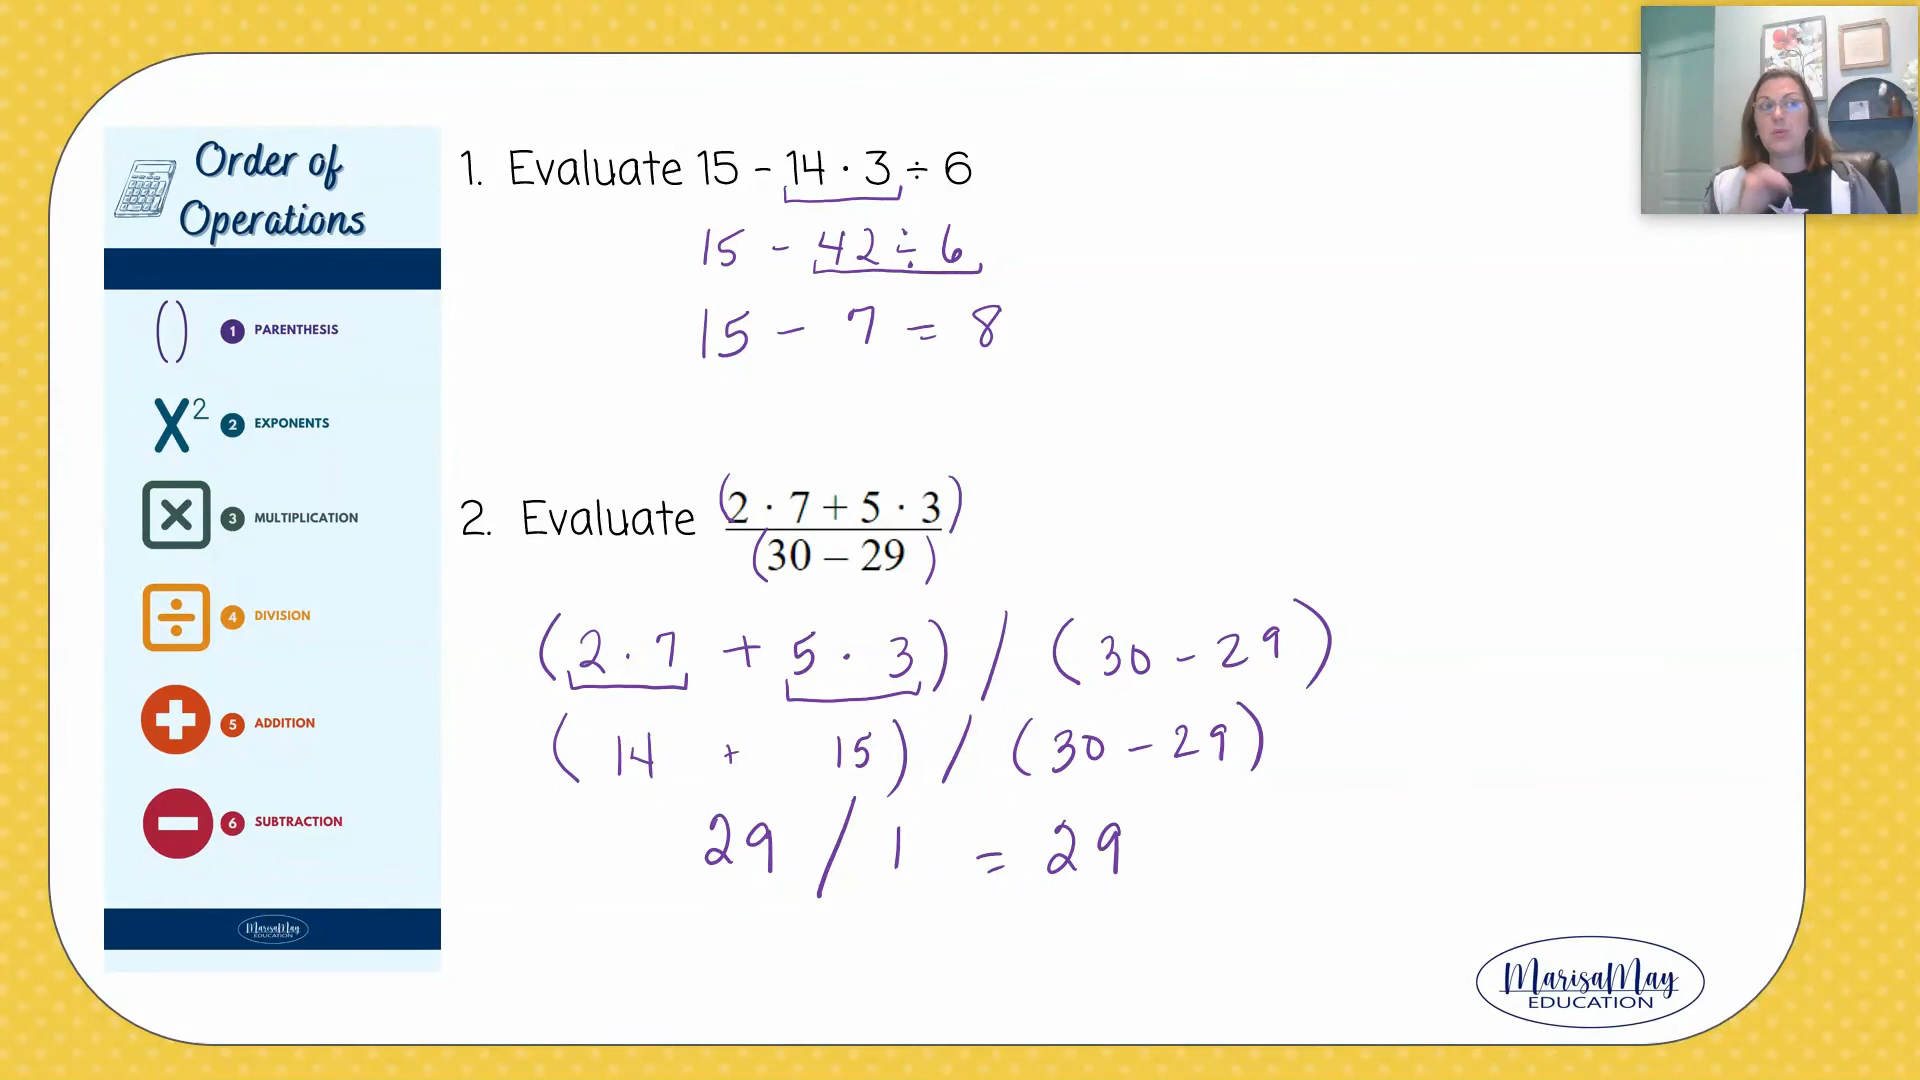 Order of
Operations
( ) 1 PARENTHESIS
X² 2 EXPONENTS
× 3 MULTIPLICATION
÷ 4 DIVISION
+ 5 ADDITION
− 6 SUBTRACTION
MarisaMay
EDUCATION
1. Evaluate 15 - 14 · 3 ÷ 6
15 - 42 ÷ 6
15 - 7 = 8
2. Evaluate (2 · 7 + 5 · 3)
(30 − 29)
(2 · 7 + 5 · 3) / (30 - 29)
(14 + 15) / (30 - 29)
29 / 1 = 29
MarisaMay
EDUCATION